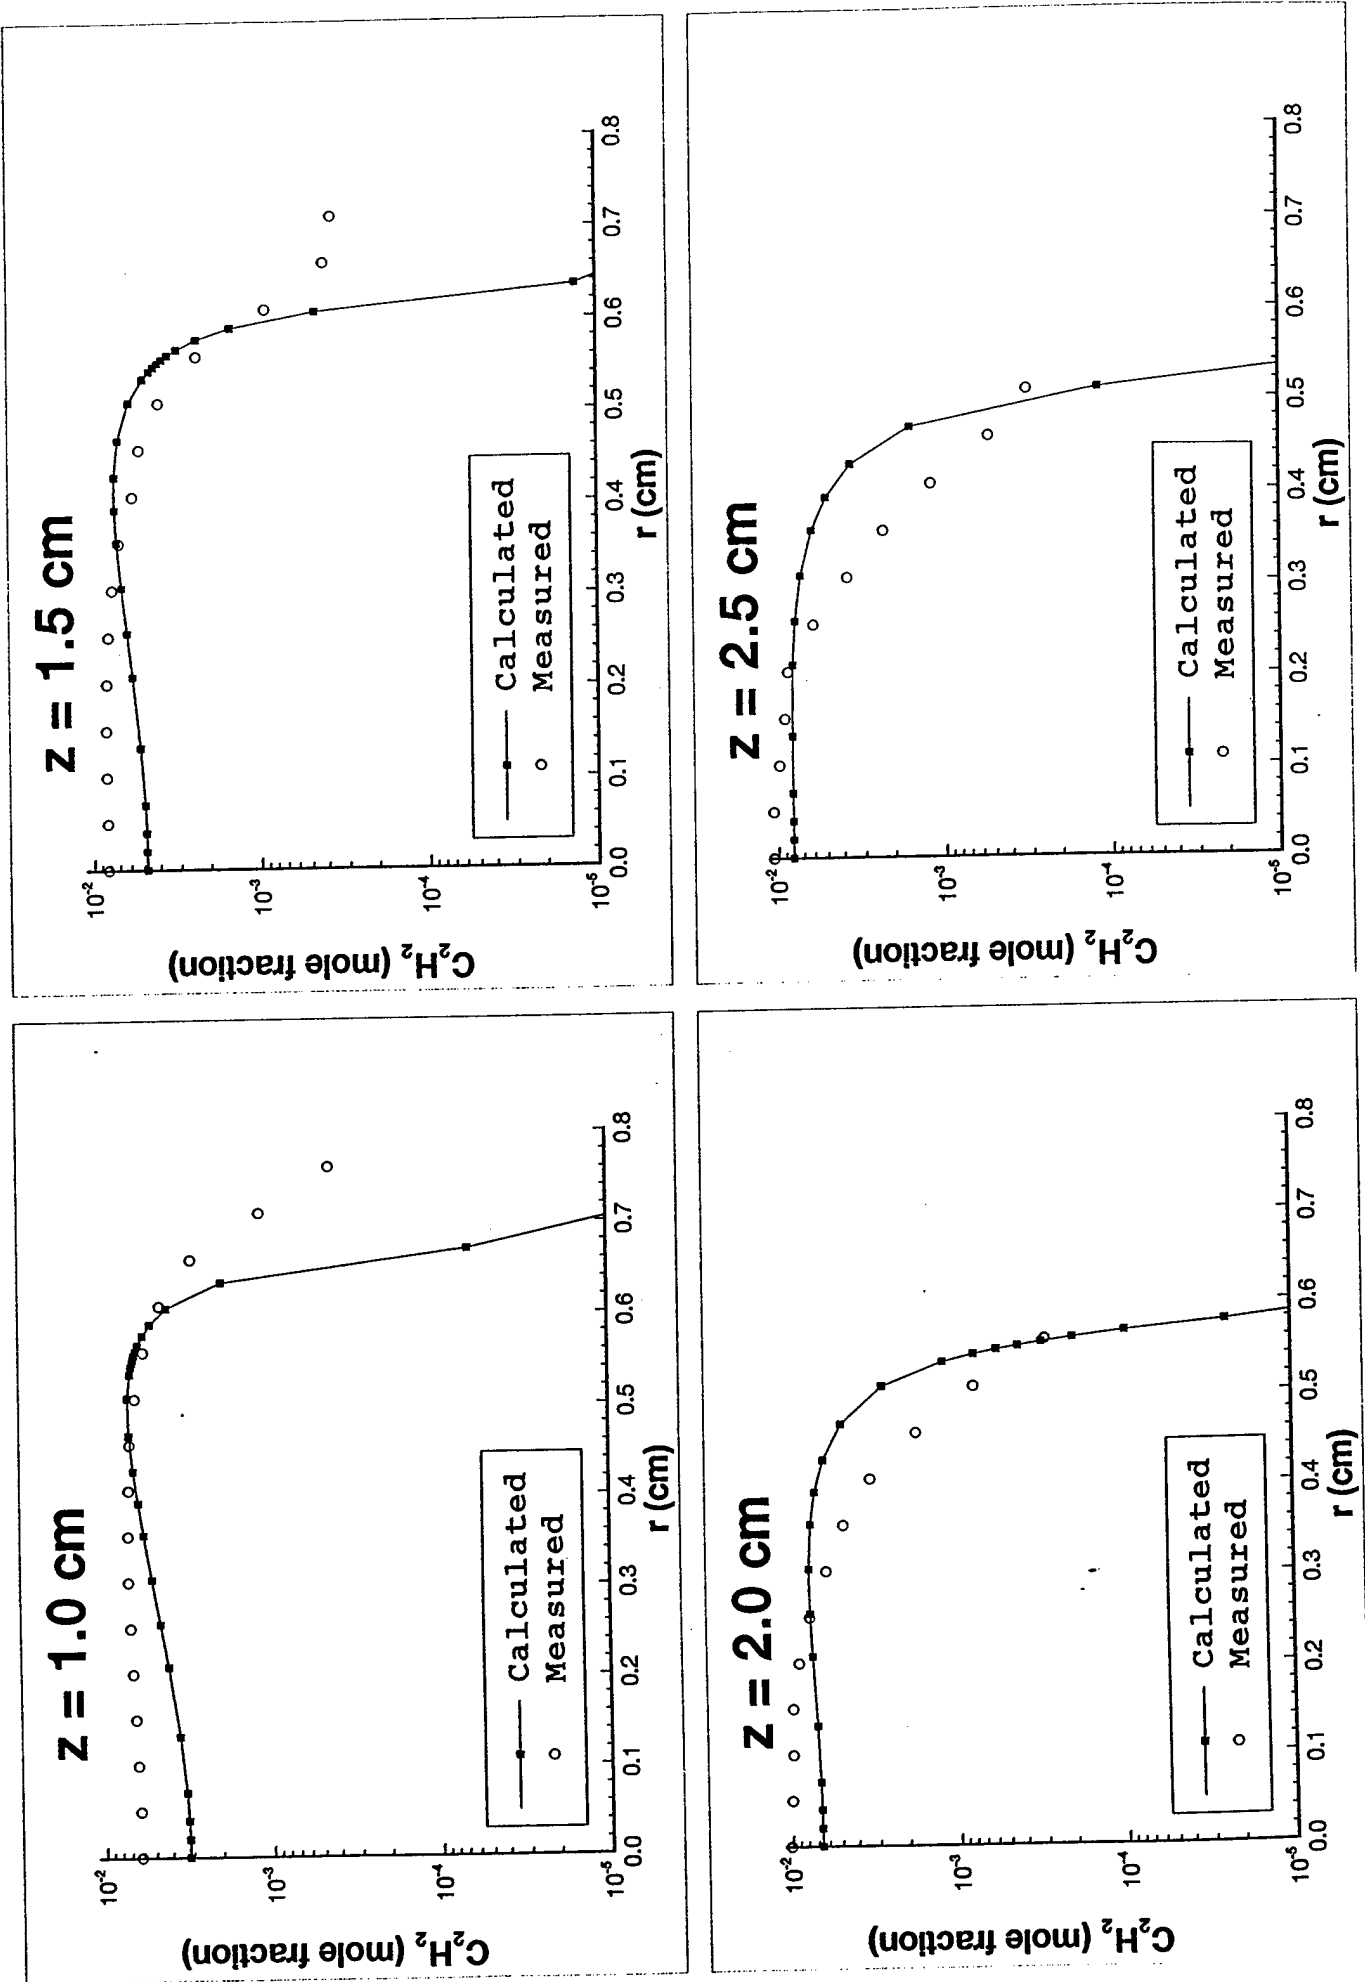 z = 1.0 cm
C₂H₂ (mole fraction)
10⁻²
10⁻³
10⁻⁴
10⁻⁵
0.0 0.1 0.2 0.3 0.4 0.5 0.6 0.7 0.8
r (cm)
Calculated
Measured
z = 1.5 cm
C₂H₂ (mole fraction)
10⁻²
10⁻³
10⁻⁴
10⁻⁵
0.0 0.1 0.2 0.3 0.4 0.5 0.6 0.7 0.8
r (cm)
Calculated
Measured
z = 2.0 cm
C₂H₂ (mole fraction)
10⁻²
10⁻³
10⁻⁴
10⁻⁵
0.0 0.1 0.2 0.3 0.4 0.5 0.6 0.7 0.8
r (cm)
Calculated
Measured
z = 2.5 cm
C₂H₂ (mole fraction)
10⁻²
10⁻³
10⁻⁴
10⁻⁵
0.0 0.1 0.2 0.3 0.4 0.5 0.6 0.7 0.8
r (cm)
Calculated
Measured